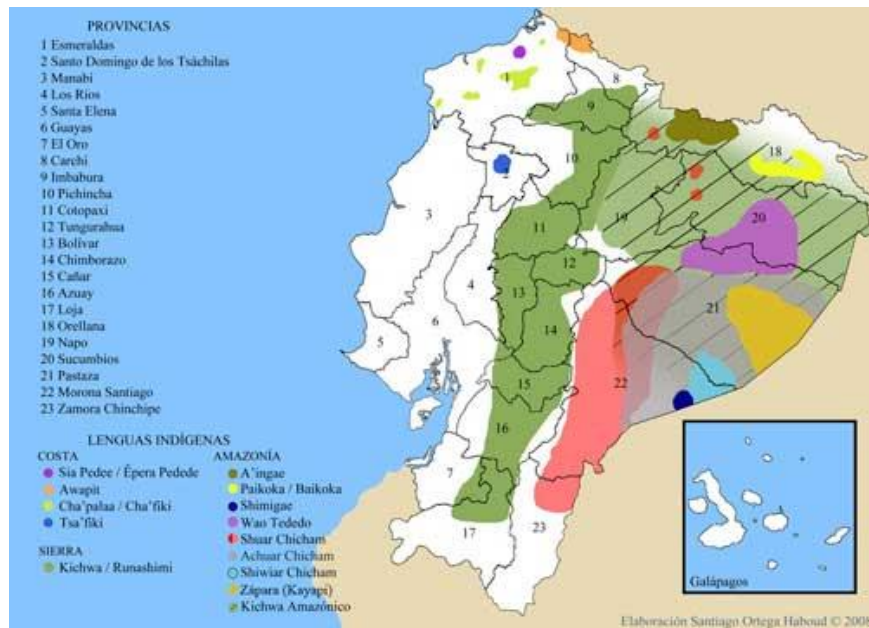 PROVINCIAS
1 Esmeraldas
2 Santo Domingo de los Tsáchilas
3 Manabí
4 Los Ríos
5 Santa Elena
6 Guayas
7 El Oro
8 Carchi
9 Imbabura
10 Pichincha
11 Cotopaxi
12 Tungurahua
13 Bolívar
14 Chimborazo
15 Cañar
16 Azuay
17 Loja
18 Orellana
19 Napo
20 Sucumbios
21 Pastaza
22 Morona Santiago
23 Zamora Chinchipe
LENGUAS INDÍGENAS
COSTA
Sia Pedee / Épera Pedede
Awapit
Cha'palaa / Cha'fiki
Tsa'fiki
SIERRA
Kichwa / Runashimi
AMAZONÍA
A'ingae
Paikoka / Baikoka
Shimigae
Wao Tededo
Shuar Chicham
Achuar Chicham
Shiwiar Chicham
Zápara (Kayapi)
Kichwa Amazónico
1
8
9
18
10
2
3
19
20
11
12
4
13
21
14
6
5
15
22
16
7
23
17
Galápagos
Elaboración Santiago Ortega Haboud © 2008